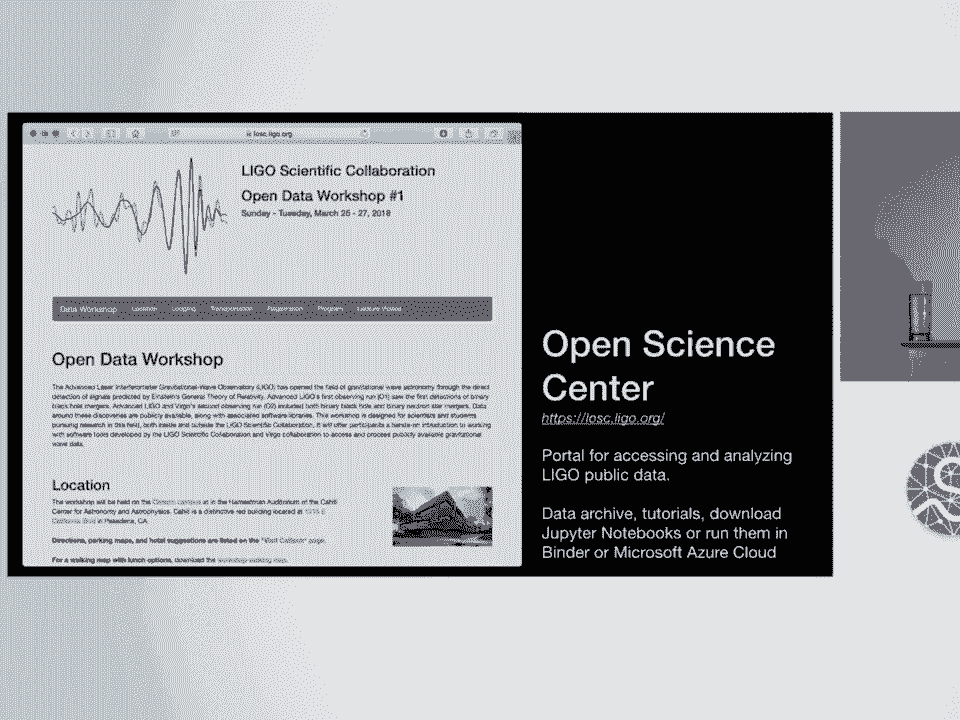 losc.ligo.org
LIGO Scientific Collaboration
Open Data Workshop #1
Sunday - Tuesday, March 25 - 27, 2018
Data Workshop Location Lodging Transportation Registration Program Lecture Videos
Open Data Workshop
The Advanced Laser Interferometer Gravitational-Wave Observatory (LIGO) has opened the field of gravitational wave astronomy through the direct
detection of signals predicted by Einstein's General Theory of Relativity. Advanced LIGO's first observing run (O1) saw the first detections of binary
black hole mergers. Advanced LIGO and Virgo's second observing run (O2) included both binary black hole and binary neutron star mergers. Data
around these discoveries are publicly available, along with associated software libraries. This workshop is designed for scientists and students
pursuing research in this field, both inside and outside the LIGO Scientific Collaboration. It will offer participants a hands-on introduction to working
with software tools developed by the LIGO Scientific Collaboration and Virgo collaboration to access and process publicly available gravitational
wave data.
Location
The workshop will be held on the Caltech campus at in the Hameetman Auditorium of the Cahill
Center for Astronomy and Astrophysics. Cahill is a distinctive red building located at 1216 E
California Blvd in Pasadena, CA.
Directions, parking maps, and hotel suggestions are listed on the "Visit Caltech" page.
For a walking map with lunch options, download the workshop walking map.
Open Science
Center
https://losc.ligo.org/
Portal for accessing and analyzing
LIGO public data.
Data archive, tutorials, download
Jupyter Notebooks or run them in
Binder or Microsoft Azure Cloud